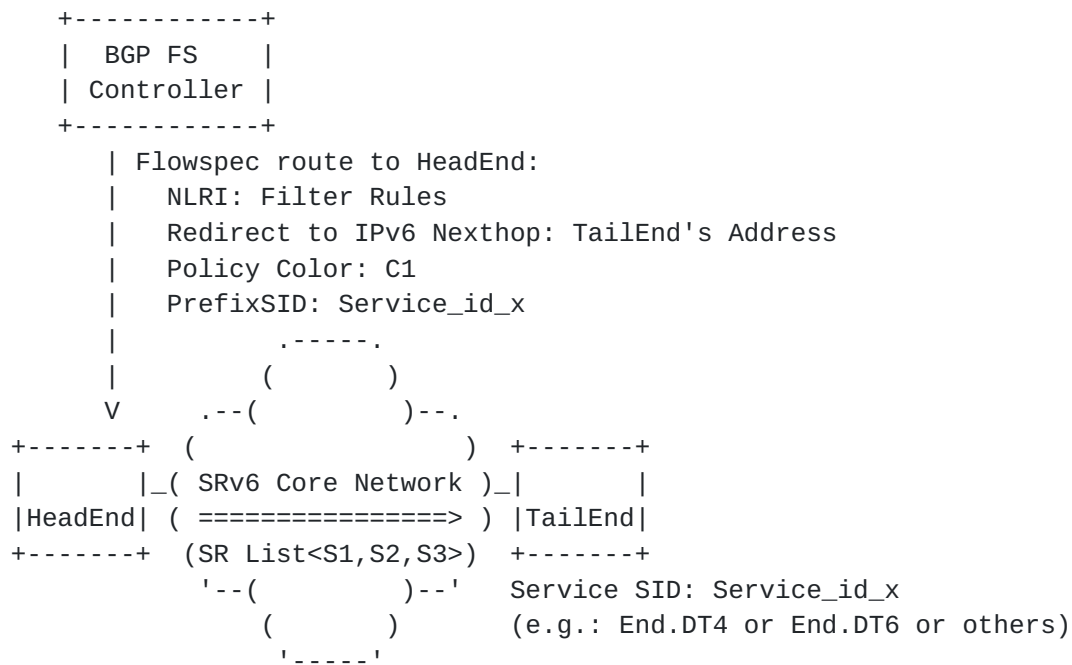 BGP FS
Controller
Flowspec route to HeadEnd:
NLRI: Filter Rules
Redirect to IPv6 Nexthop: TailEnd's Address
Policy Color: C1
PrefixSID: Service_id_x
SRv6 Core Network
HeadEnd
TailEnd
(SR List<S1,S2,S3>)
Service SID: Service_id_x
(e.g.: End.DT4 or End.DT6 or others)